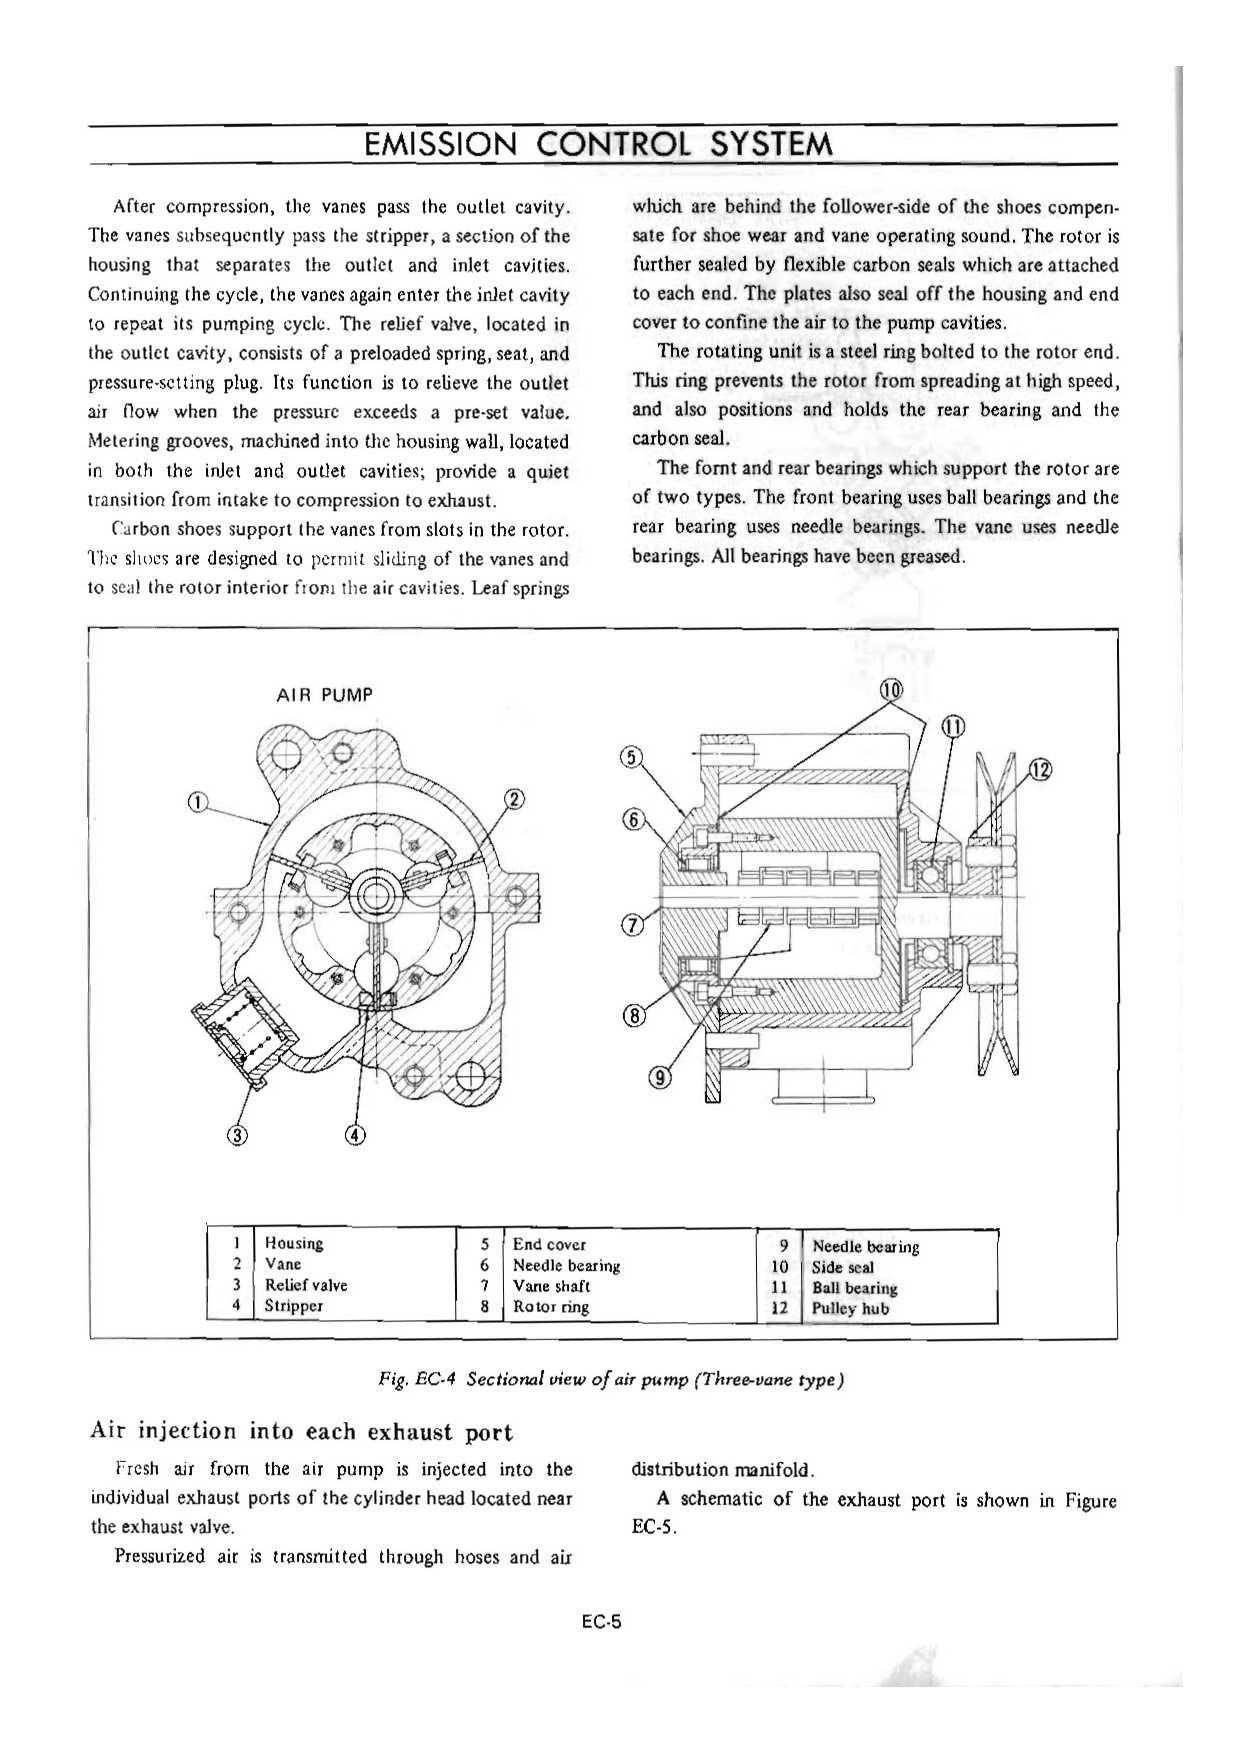 EMISSION CONTROL SYSTEM
After compression, the vanes pass the outlet cavity.
The vanes subsequently pass the stripper, a section of the
housing that separates the outlet and inlet cavities.
Continuing the cycle, the vanes again enter the inlet cavity
to repeat its pumping cycle. The relief valve, located in
the outlet cavity, consists of a preloaded spring, seat, and
pressure-setting plug. Its function is to relieve the outlet
air flow when the pressure exceeds a pre-set value.
Metering grooves, machined into the housing wall, located
in both the inlet and outlet cavities; provide a quiet
transition from intake to compression to exhaust.
Carbon shoes support the vanes from slots in the rotor.
The shoes are designed to permit sliding of the vanes and
to seal the rotor interior from the air cavities. Leaf springs
which are behind the follower-side of the shoes compen-
sate for shoe wear and vane operating sound. The rotor is
further sealed by flexible carbon seals which are attached
to each end. The plates also seal off the housing and end
cover to confine the air to the pump cavities.
The rotating unit is a steel ring bolted to the rotor end.
This ring prevents the rotor from spreading at high speed,
and also positions and holds the rear bearing and the
carbon seal.
The fornt and rear bearings which support the rotor are
of two types. The front bearing uses ball bearings and the
rear bearing uses needle bearings. The vane uses needle
bearings. All bearings have been greased.
AIR PUMP
1
2
3
4
5
6
7
8
9
10
11
12
1 Housing
2 Vane
3 Relief valve
4 Stripper
5 End cover
6 Needle bearing
7 Vane shaft
8 Rotor ring
9 Needle bearing
10 Side seal
11 Ball bearing
12 Pulley hub
Fig. EC-4 Sectional view of air pump (Three-vane type)
Air injection into each exhaust port
Fresh air from the air pump is injected into the
individual exhaust ports of the cylinder head located near
the exhaust valve.
Pressurized air is transmitted through hoses and air
distribution manifold.
A schematic of the exhaust port is shown in Figure
EC-5.
EC-5